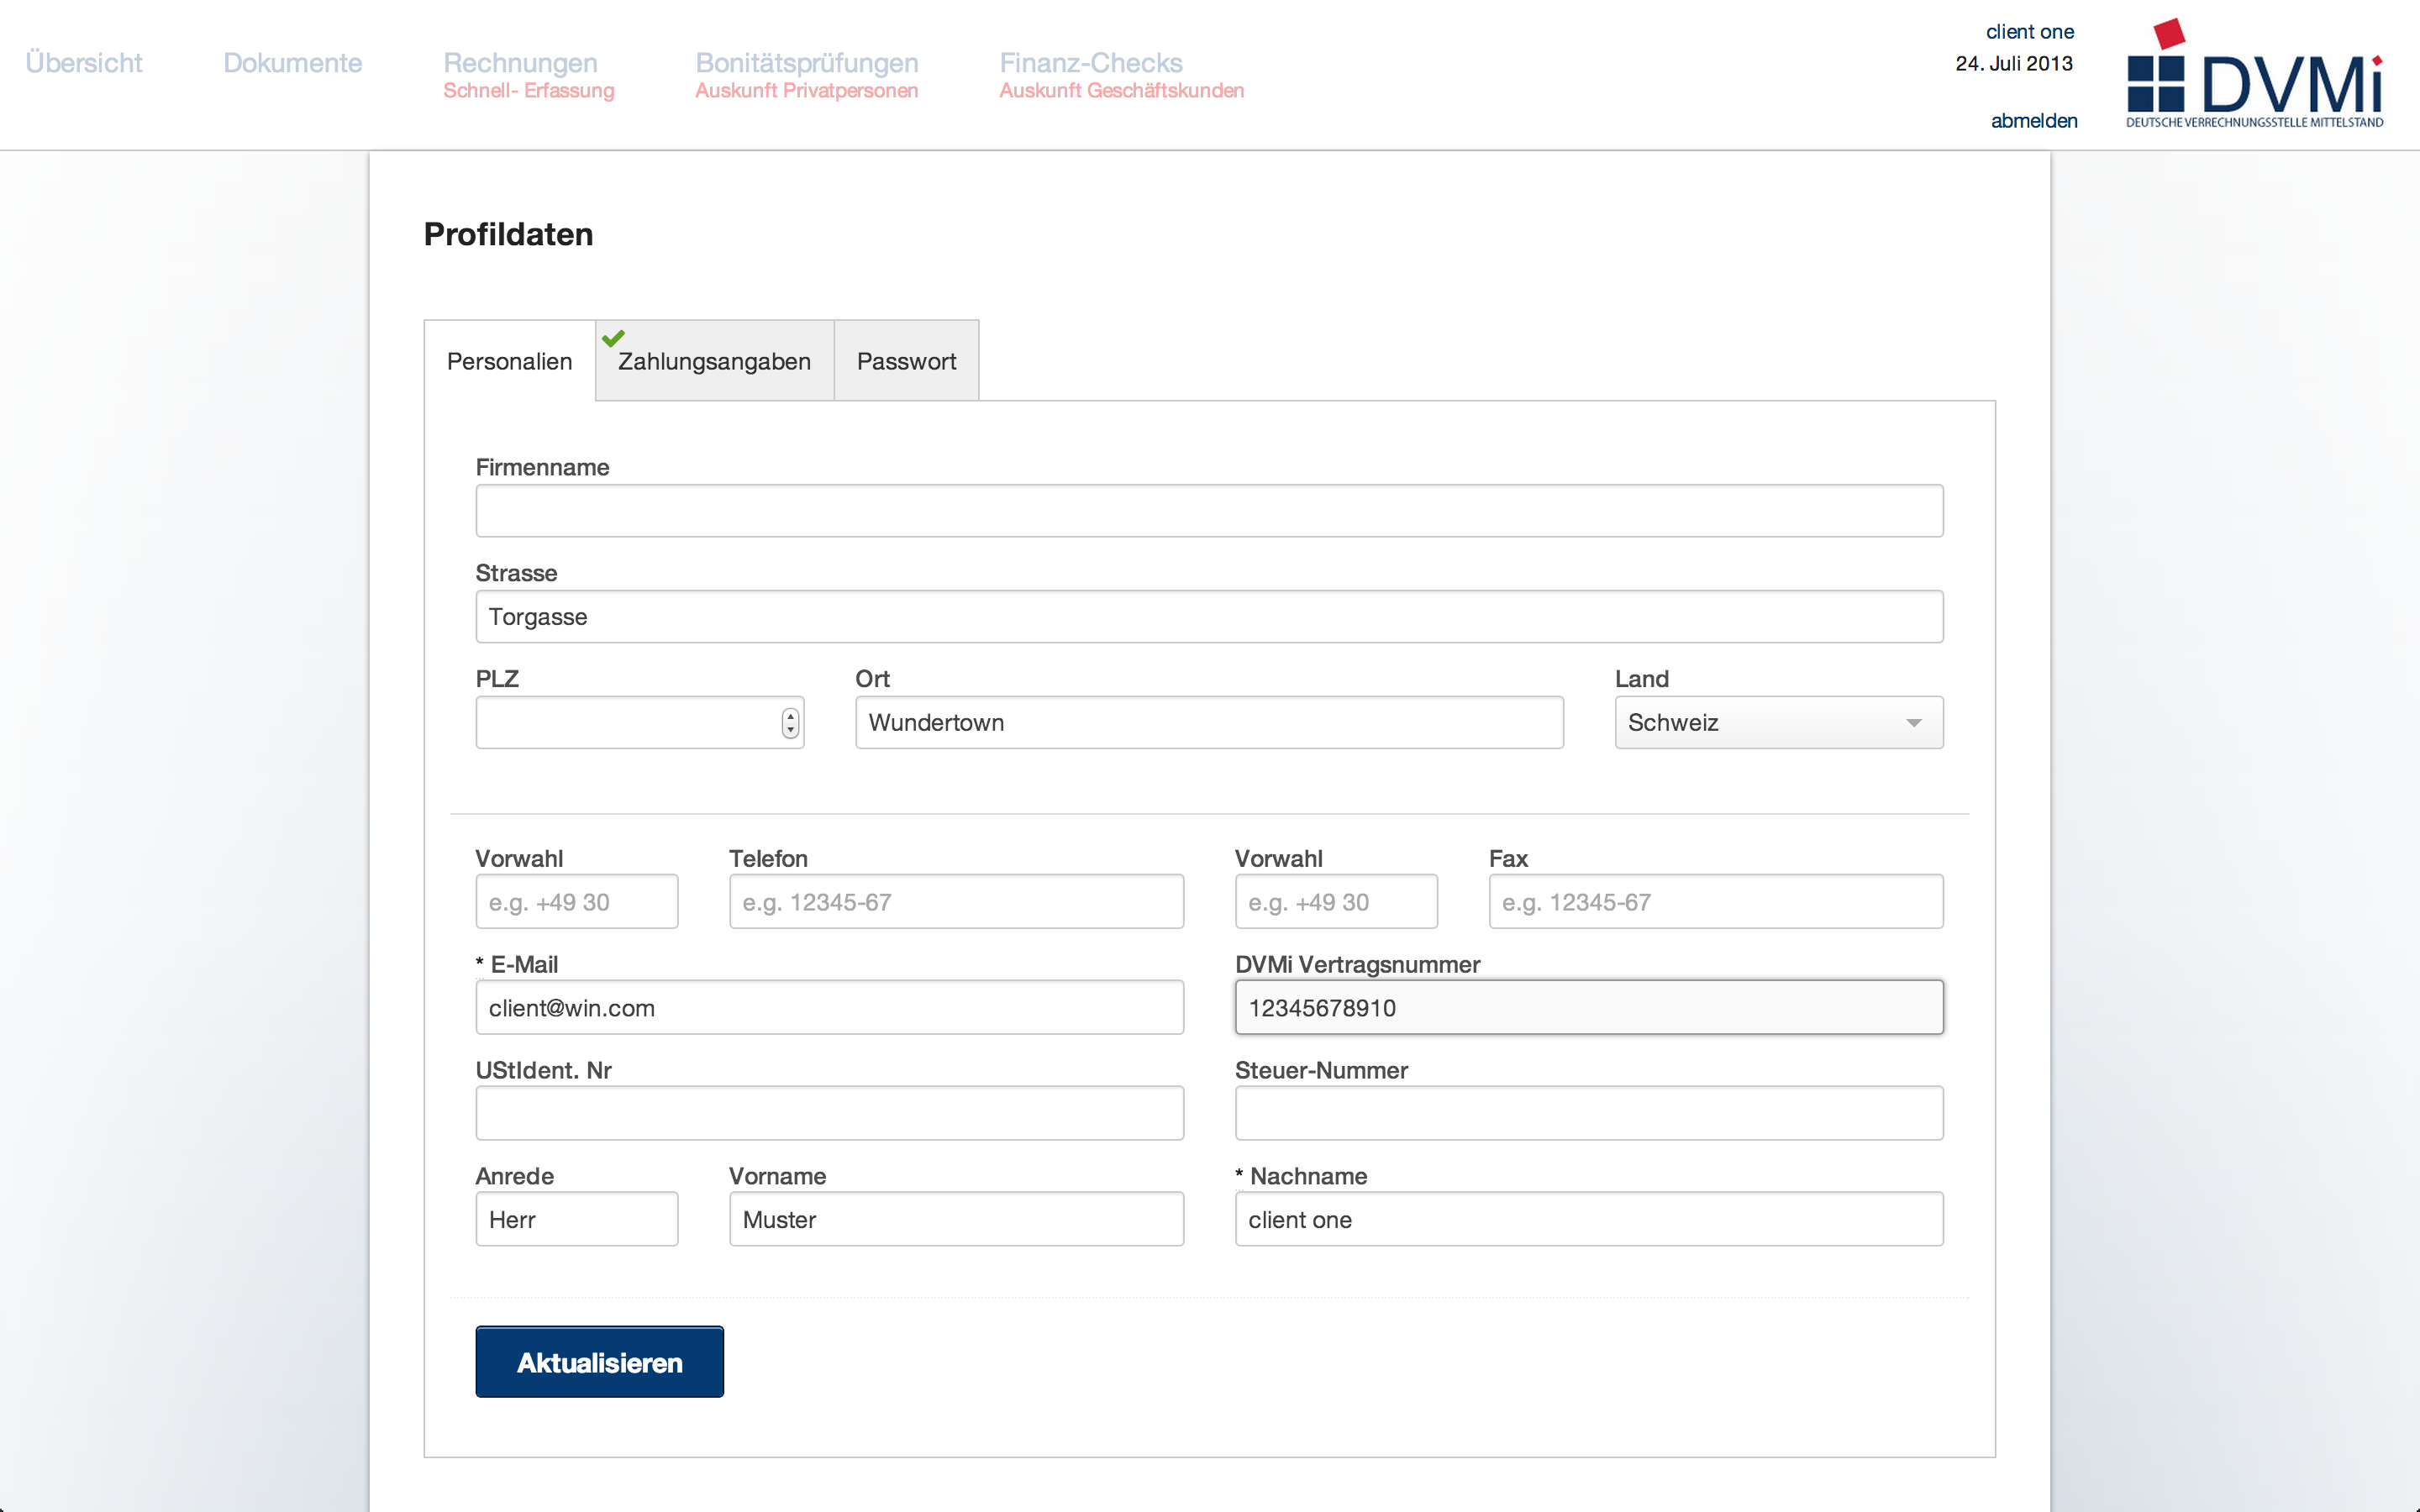 Übersicht Dokumente Rechnungen Bonitätsprüfungen Finanz-Checks
Schnell- Erfassung Auskunft Privatpersonen Auskunft Geschäftskunden
client one
24. Juli 2013
abmelden
DVMi
DEUTSCHE VERRECHNUNGSSTELLE MITTELSTAND
Profildaten
Personalien Zahlungsangaben Passwort
Firmenname
Strasse
Torgasse
PLZ Ort Land
Wundertown Schweiz
Vorwahl Telefon Vorwahl Fax
e.g. +49 30 e.g. 12345-67 e.g. +49 30 e.g. 12345-67
* E-Mail DVMi Vertragsnummer
client@win.com 12345678910
UStIdent. Nr Steuer-Nummer
Anrede Vorname * Nachname
Herr Muster client one
Aktualisieren